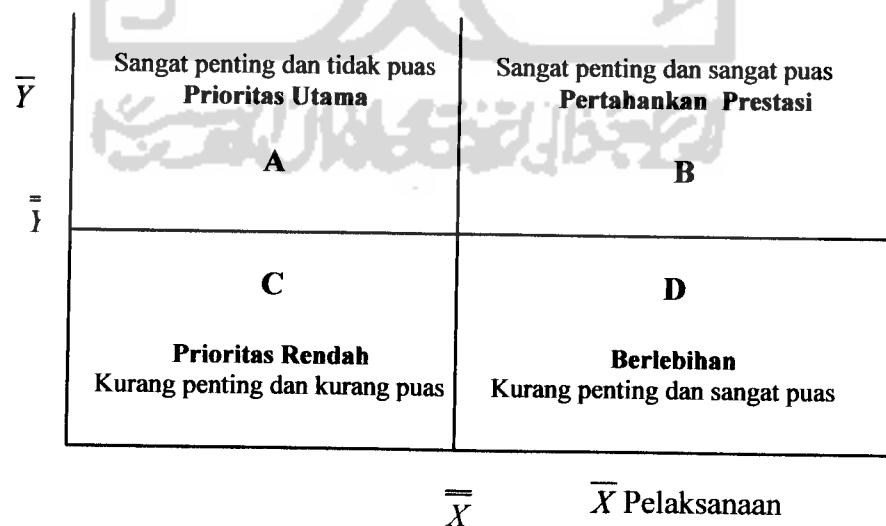 Sangat penting dan tidak puas
Prioritas Utama
A
Sangat penting dan sangat puas
Pertahankan Prestasi
B
Y̅
C
Prioritas Rendah
Kurang penting dan kurang puas
D
Berlebihan
Kurang penting dan sangat puas
X̿
X̅ Pelaksanaan